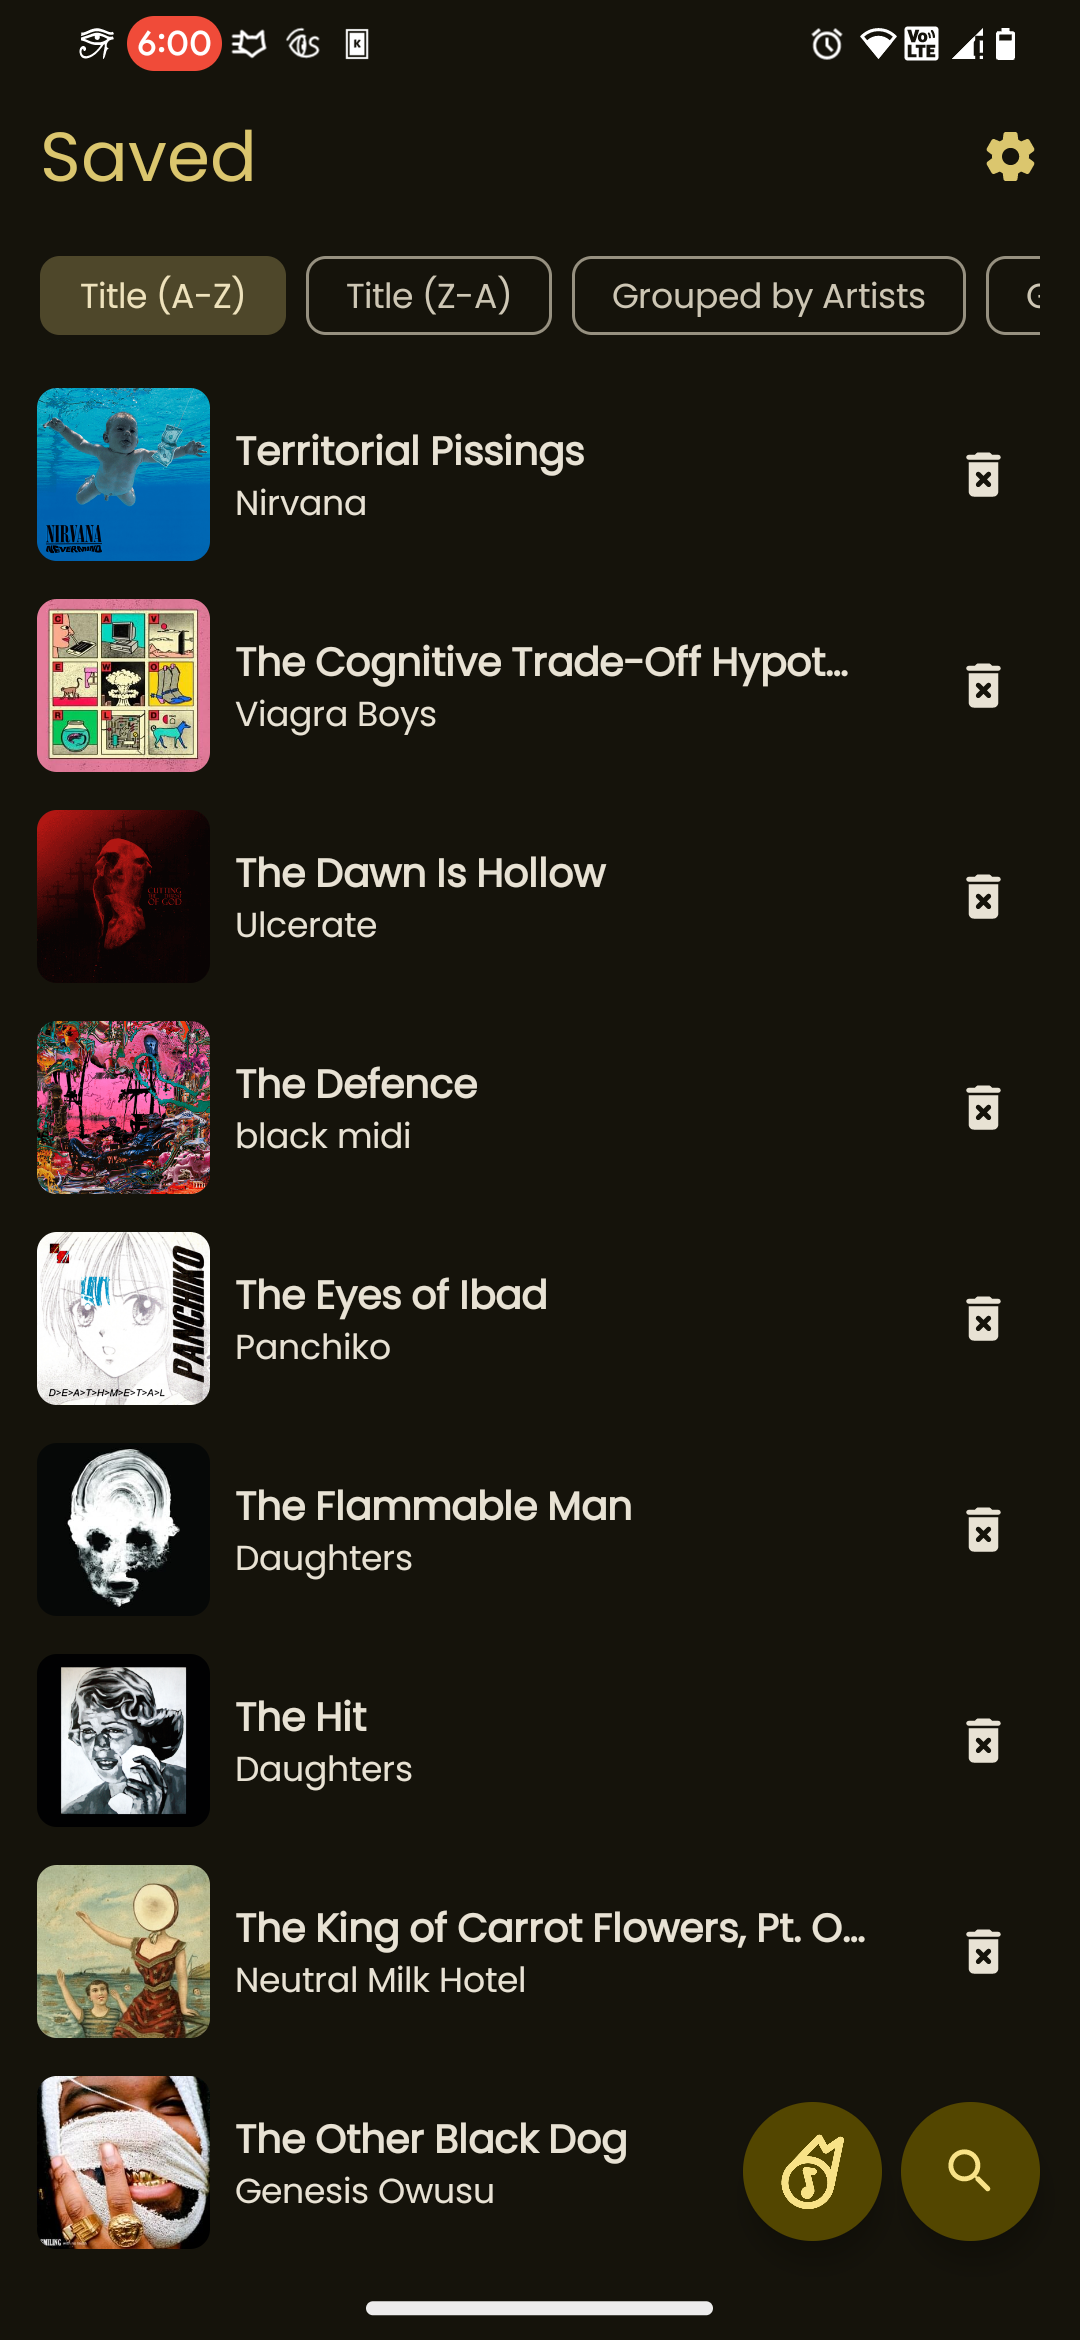 6:00
Vo LTE
Saved
Title (A-Z) Title (Z-A) Grouped by Artists
NIRVANA
NEVERMIND
Territorial Pissings
Nirvana
C A V
E W O
R L D
The Cognitive Trade-Off Hypot...
Viagra Boys
CUTTING
OF GOD
The Dawn Is Hollow
Ulcerate
The Defence
black midi
PANCHIKO
D>E>A>T>H>M>E>T>A>L
The Eyes of Ibad
Panchiko
The Flammable Man
Daughters
The Hit
Daughters
The King of Carrot Flowers, Pt. O...
Neutral Milk Hotel
The Other Black Dog
Genesis Owusu